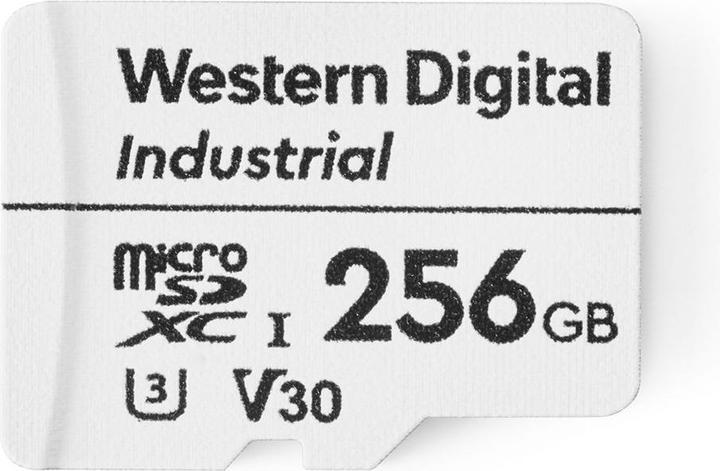 Western Digital
Industrial
micro
SD
XC I 256GB
3 V30